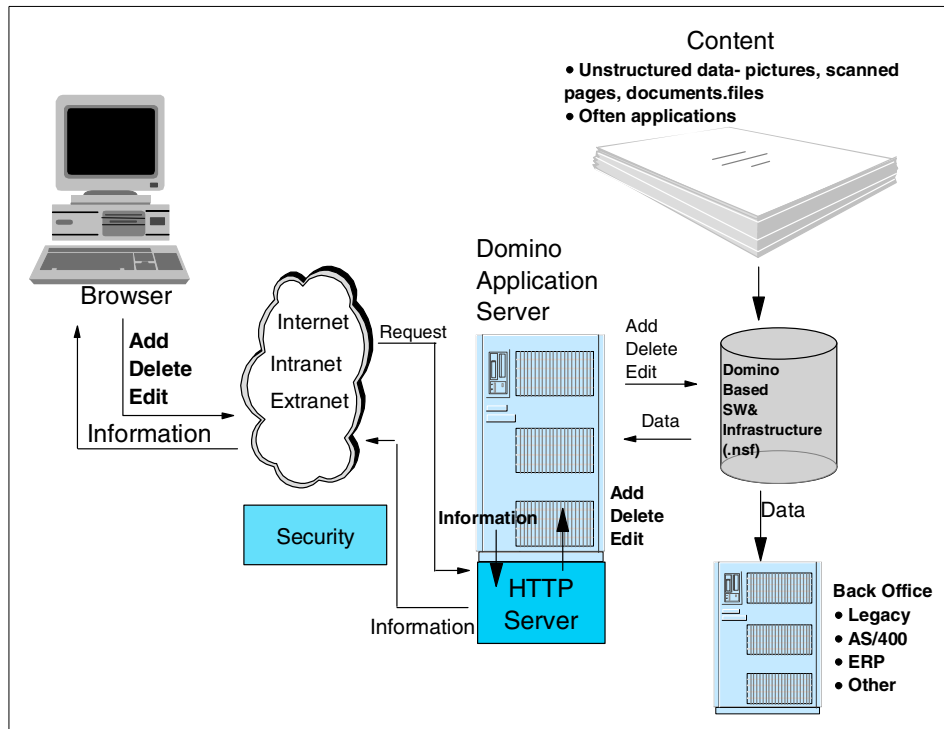 Content
• Unstructured data- pictures, scanned
pages, documents.files
• Often applications
Browser
Add
Delete
Edit
Information
Internet
Intranet
Extranet
Security
Request
Information
Domino
Application
Server
Information
Add
Delete
Edit
HTTP
Server
Add
Delete
Edit
Data
Domino
Based
SW&
Infrastructure
(.nsf)
Data
Back Office
• Legacy
• AS/400
• ERP
• Other